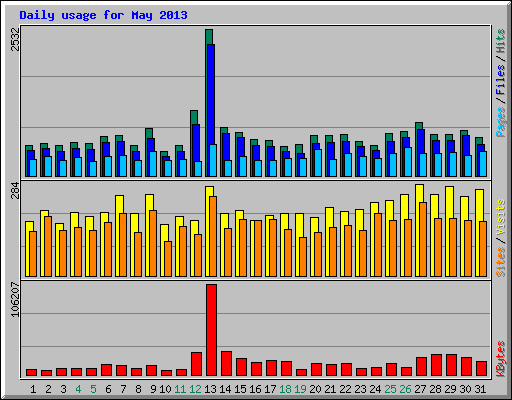 Daily usage for May 2013
2532
Pages / Files / Hits
264
Sites / Visits
106207
KBytes
1 2 3 4 5 6 7 8 9 10 11 12 13 14 15 16 17 18 19 20 21 22 23 24 25 26 27 28 29 30 31